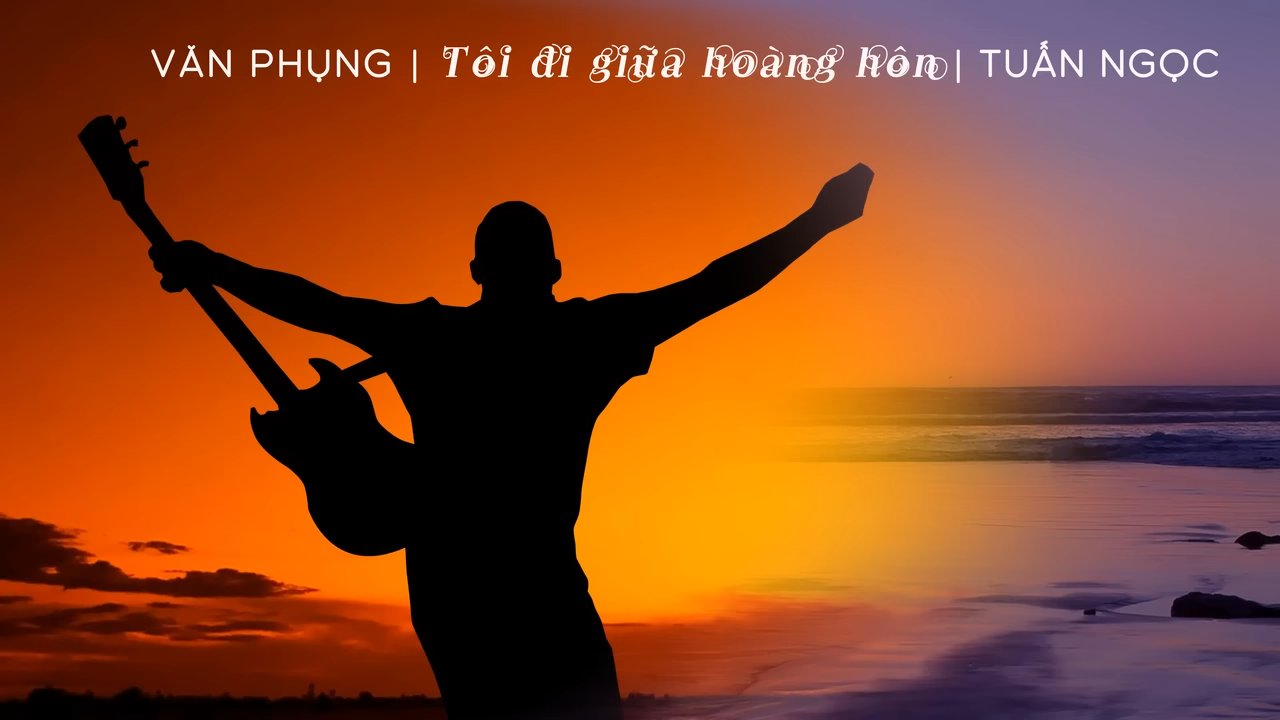 VĂN PHỤNG | Tôi đi giữa hoàng hôn | TUẤN NGỌC